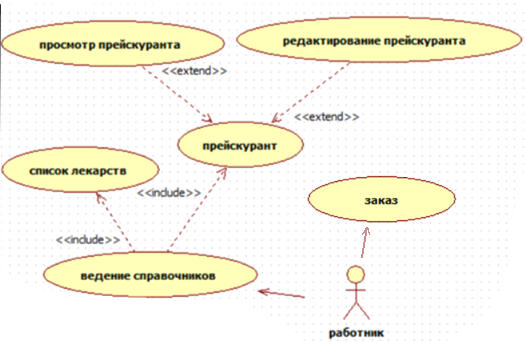 просмотр прейскуранта
редактирование прейскуранта
<<extend>>
<<extend>>
прейскурант
список лекарств
<<include>>
заказ
<<include>>
ведение справочников
работник